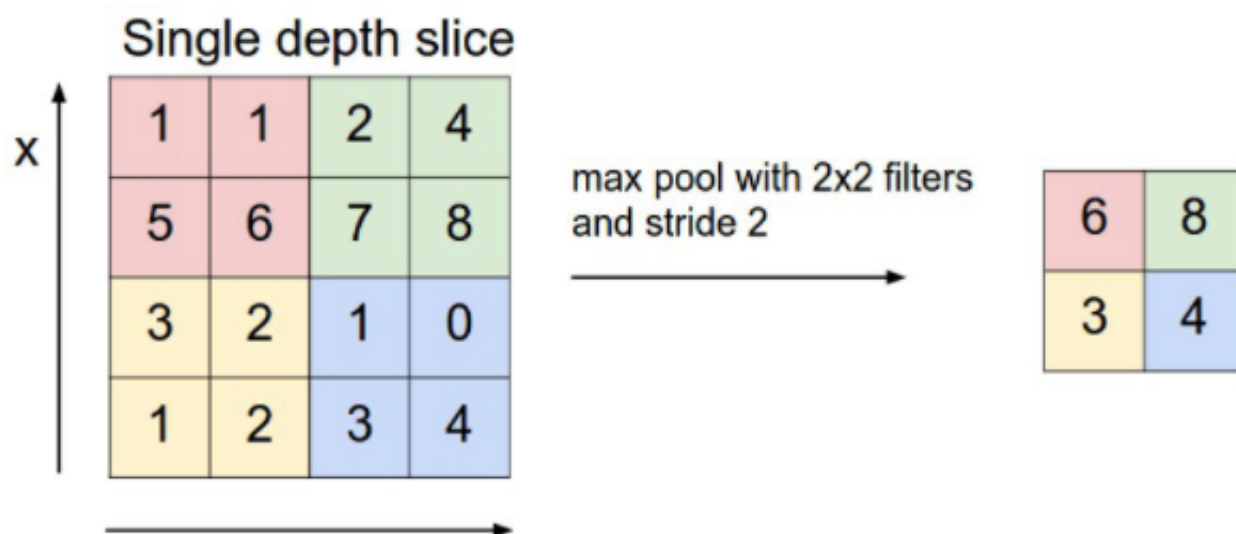 Single depth slice
x
1 1 2 4
5 6 7 8
3 2 1 0
1 2 3 4
max pool with 2x2 filters
and stride 2
6 8
3 4